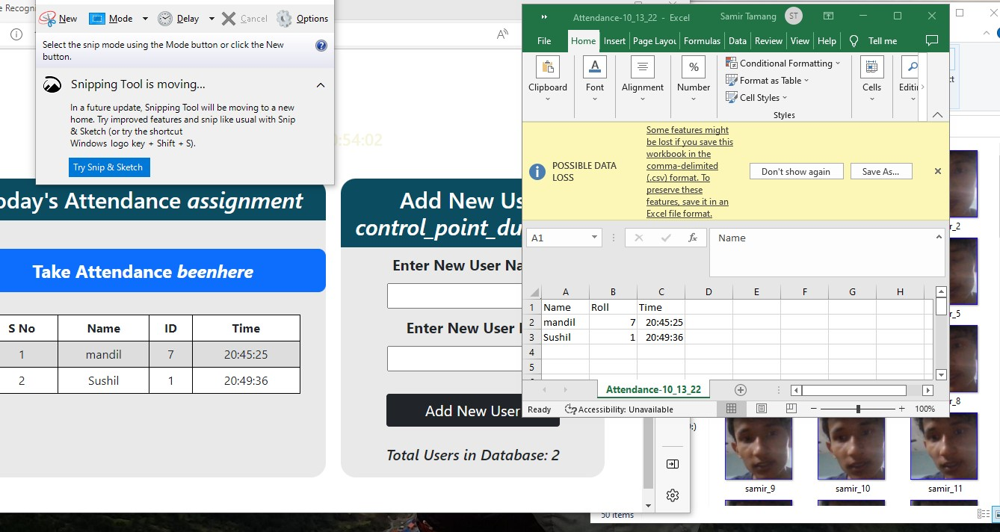 e Recogni
New
Mode
Delay
Cancel
Options
Select the snip mode using the Mode button or click the New
button.
Snipping Tool is moving...
In a future update, Snipping Tool will be moving to a new
home. Try improved features and snip like usual with Snip
& Sketch (or try the shortcut
Windows logo key + Shift + S).
Try Snip & Sketch
:54:02
oday's Attendance assignment
Take Attendance beenhere
S No Name ID Time
1 mandil 7 20:45:25
2 Sushil 1 20:49:36
Add New Us
control_point_du
Enter New User Na
Enter New User
Add New User
Total Users in Database: 2
Attendance-10_13_22 - Excel
Samir Tamang
ST
File Home Insert Page Layou Formulas Data Review View Help Tell me
Clipboard
Font
Alignment
Number
Conditional Formatting
Format as Table
Cell Styles
Styles
Cells
Editin
POSSIBLE DATA
LOSS
Some features might
be lost if you save this
workbook in the
comma-delimited
(.csv) format. To
preserve these
features, save it in an
Excel file format.
Don't show again
Save As...
A1
fx
Name
A B C D E F G H
1 Name Roll Time
2 mandil 7 20:45:25
3 Sushil 1 20:49:36
4
5
Attendance-10_13_22
Ready
Accessibility: Unavailable
100%
ct
r_2
r_5
r_8
:)
samir_9
samir_10
samir_11
50 items